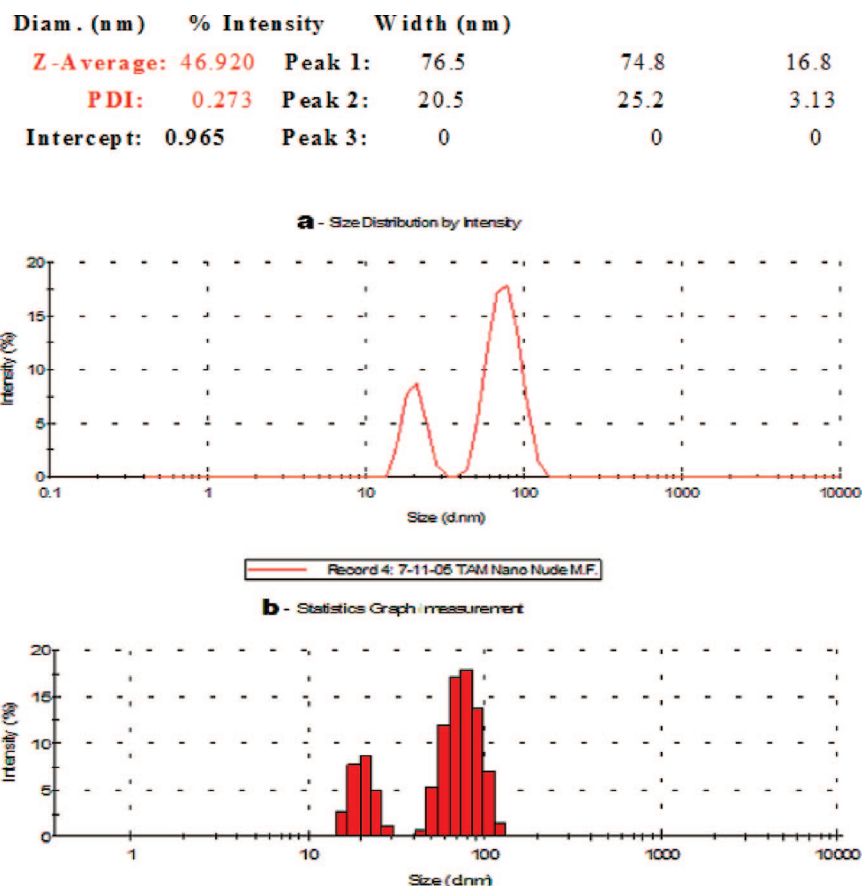 Diam. (nm) % Intensity Width (nm)
Z-Average: 46.920 Peak 1: 76.5 74.8 16.8
PDI: 0.273 Peak 2: 20.5 25.2 3.13
Intercept: 0.965 Peak 3: 0 0 0
a - Size Distribution by Intensity
20
15
10
5
0
Intensity (%)
0.1 1 10 100 1000 10000
Size (d.nm)
Record 4: 7-11-05 TAM Nano Nude M.F.
b - Statistics Graph measurement
20
15
10
5
0
Intensity (%)
1 10 100 1000 10000
Size (d.nm)